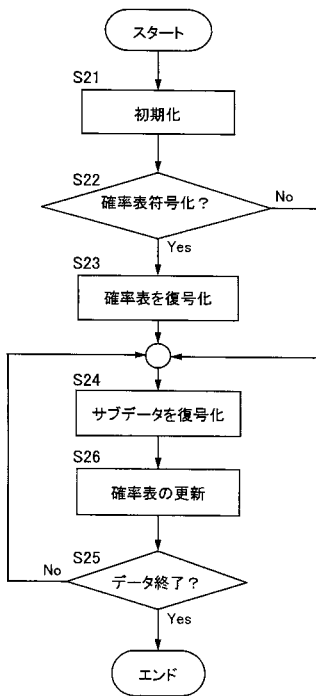 スタート
S21
初期化
S22
確率表符号化？
No
Yes
S23
確率表を復号化
S24
サブデータを復号化
S26
確率表の更新
S25
No
データ終了？
Yes
エンド